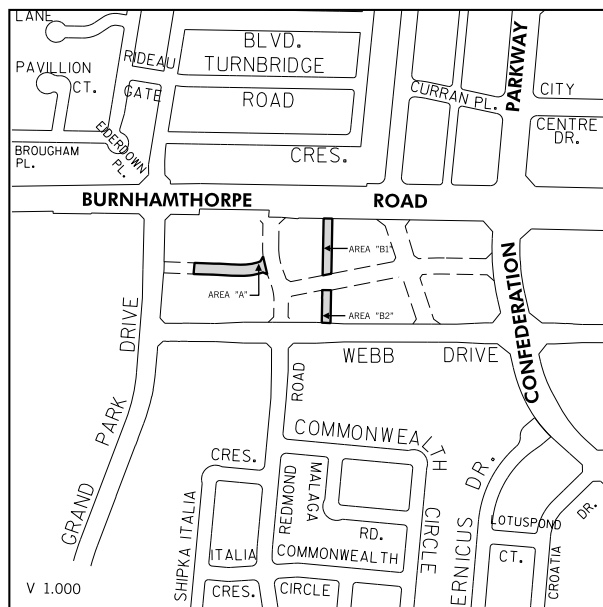 LANE
BLVD.
RIDEAU
TURNBRIDGE
PARKWAY
PAVILLION
CT.
GATE
ROAD
CURRAN PL.
CITY
CENTRE
DR.
EIDERDOWN
PL.
BROUGHAM
PL.
CRES.
BURNHAMTHORPE ROAD
AREA "B1"
AREA "A"
AREA "B2"
CONFEDERATION
GRAND PARK DRIVE
WEBB DRIVE
ROAD
COMMONWEALTH
CIRCLE
CRES.
REDMOND
MALAGA
RD.
DR.
ERNICUS
LOTUSPOND
CT.
DR.
CROATIA
SHIPKA ITALIA
ITALIA
COMMONWEALTH
CRES.
CIRCLE
V 1.000